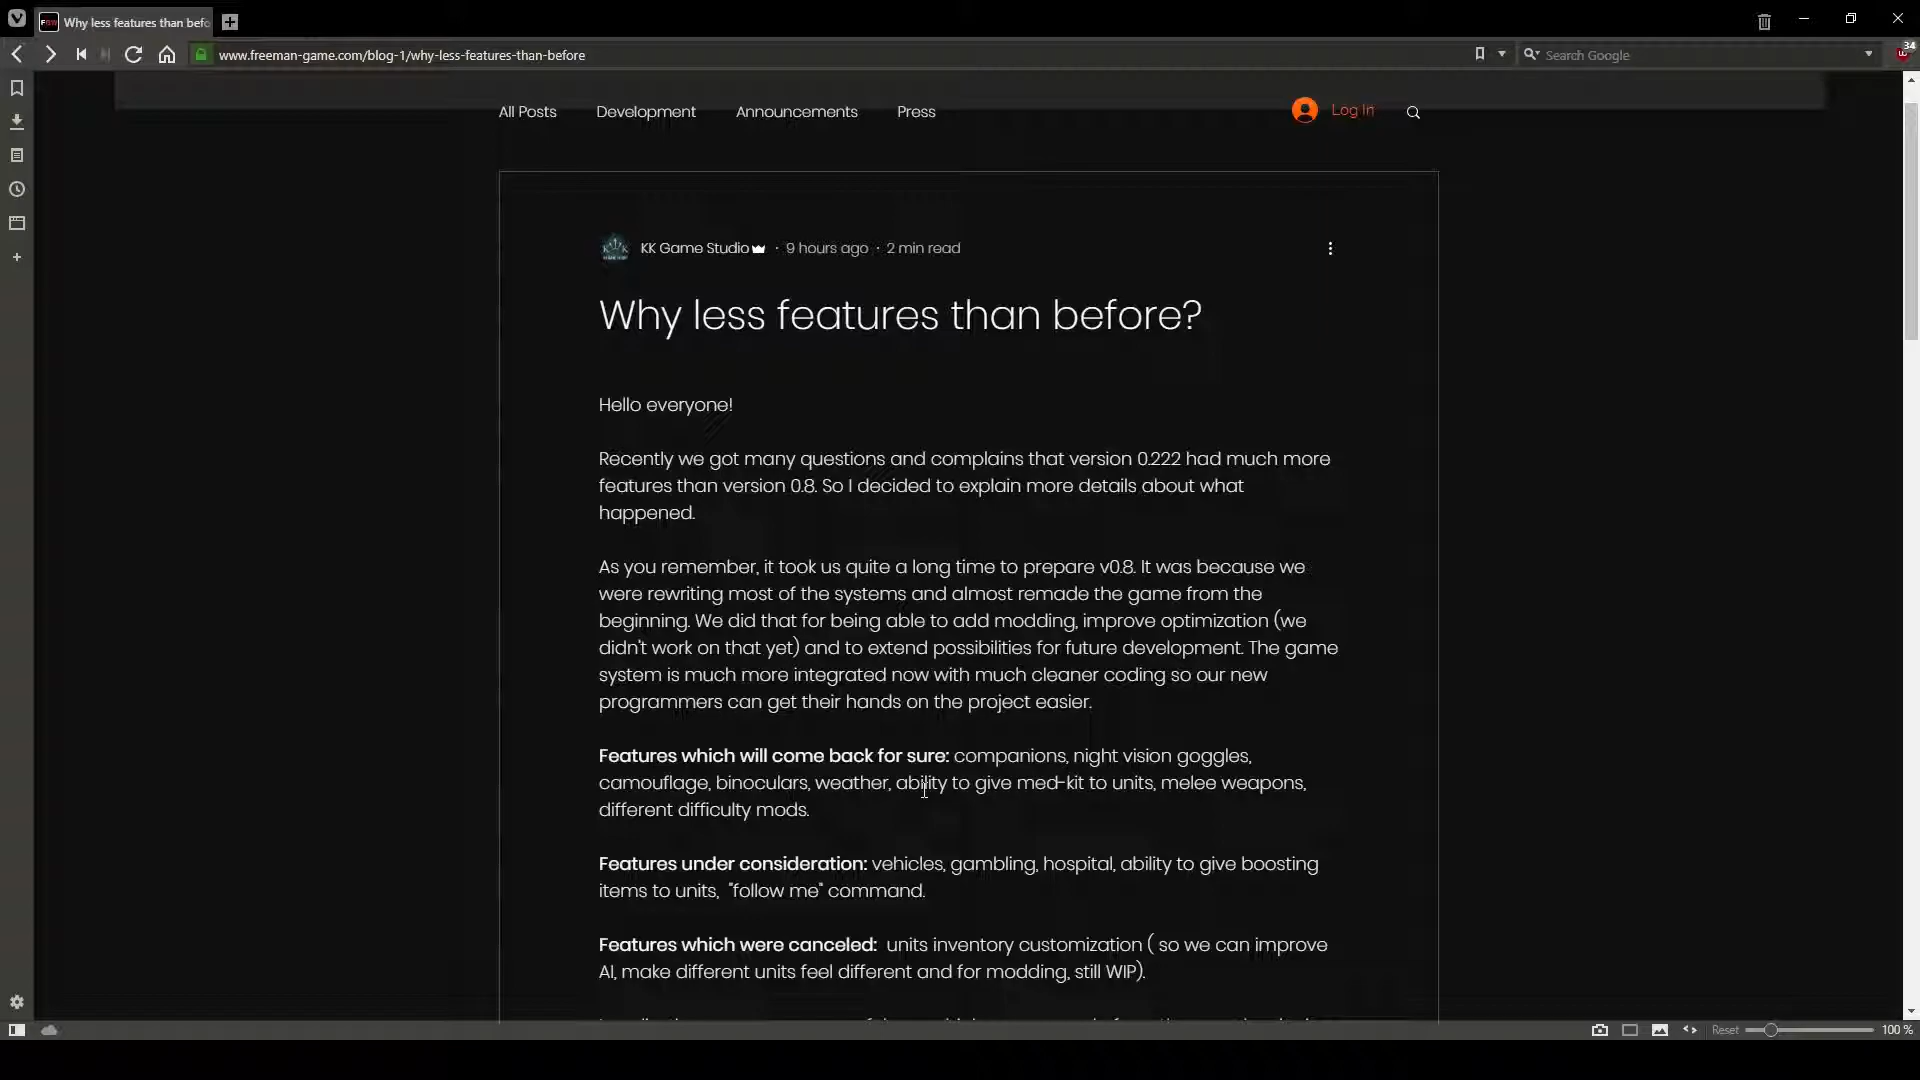 Why less features than befo
34
www.freeman-game.com/blog-1/why-less-features-than-before
Search Google
All Posts
Development
Announcements
Press
Log In
KK Game Studio · 9 hours ago · 2 min read
Why less features than before?
Hello everyone!
Recently we got many questions and complains that version 0.222 had much more
features than version 0.8. So I decided to explain more details about what
happened.
As you remember, it took us quite a long time to prepare v0.8. It was because we
were rewriting most of the systems and almost remade the game from the
beginning. We did that for being able to add modding, improve optimization (we
didn't work on that yet) and to extend possibilities for future development. The game
system is much more integrated now with much cleaner coding so our new
programmers can get their hands on the project easier.
Features which will come back for sure: companions, night vision goggles,
camouflage, binoculars, weather, ability to give med-kit to units, melee weapons,
different difficulty mods.
Features under consideration: vehicles, gambling, hospital, ability to give boosting
items to units, "follow me" command.
Features which were canceled: units inventory customization ( so we can improve
AI, make different units feel different and for modding, still WIP).
Reset
100 %